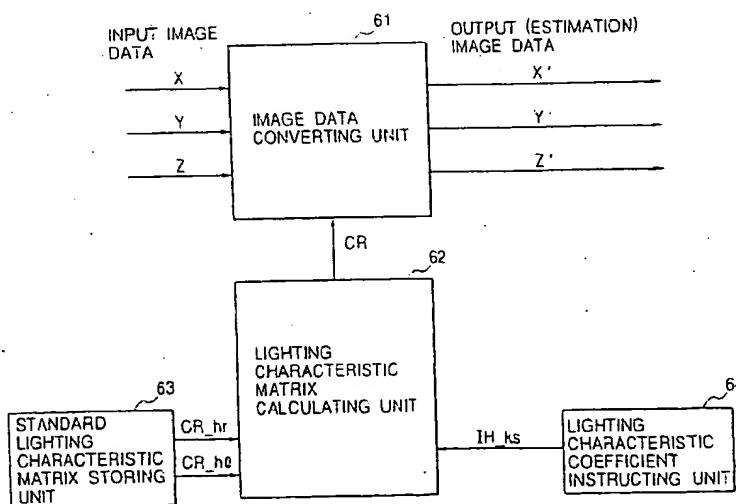 INPUT IMAGE
DATA
61
OUTPUT (ESTIMATION)
IMAGE DATA
X
Y
Z
IMAGE DATA
CONVERTING UNIT
X'
Y'
Z'
CR
62
LIGHTING
CHARACTERISTIC
MATRIX
CALCULATING UNIT
63
STANDARD
LIGHTING
CHARACTERISTIC
MATRIX STORING
UNIT
CR_hr
CR_he
IH_ks
LIGHTING
CHARACTERISTIC
COEFFICIENT
INSTRUCTING UNIT